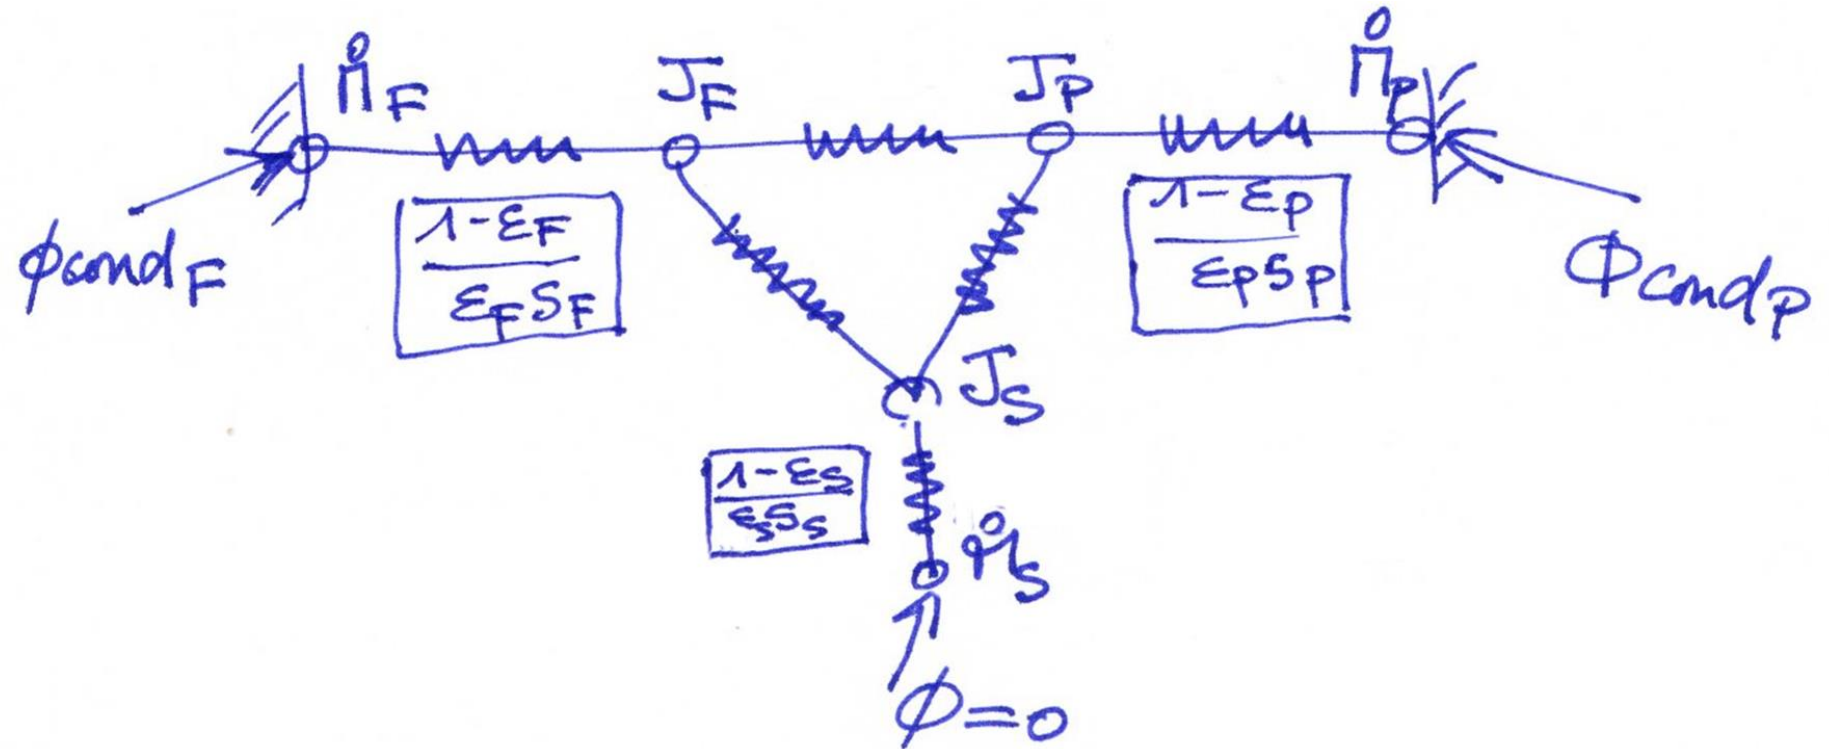 M̊F JF JP M̊P
1-εF
εFSF
1-εP
εPSP
ϕcondF
ΦcondP
JS
1-εS
εSSS
M̊S
ϕ=0